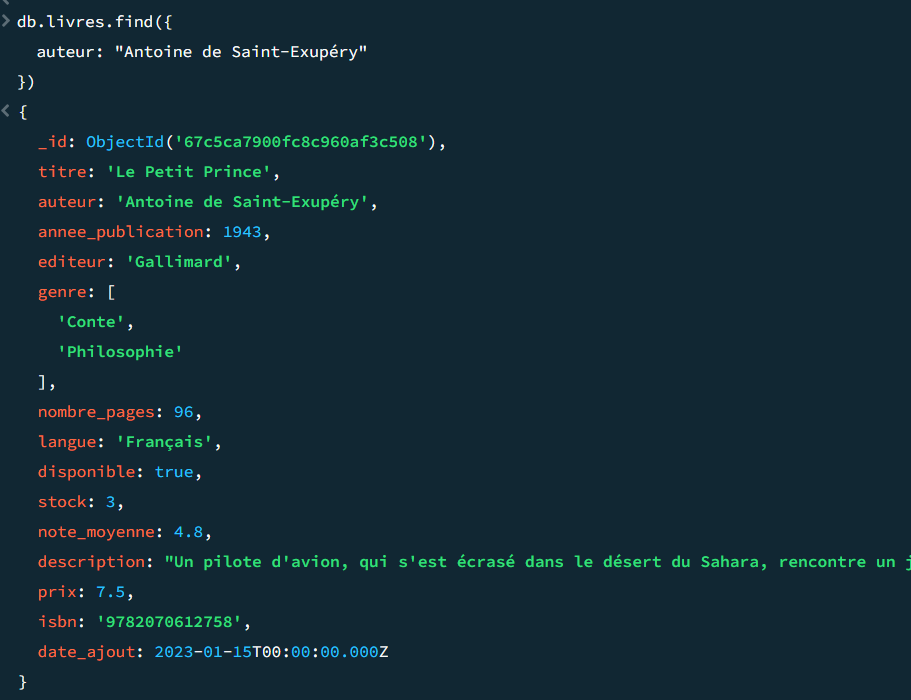 db.livres.find({
auteur: "Antoine de Saint-Exupéry"
})
{
_id: ObjectId('67c5ca7900fc8c960af3c508'),
titre: 'Le Petit Prince',
auteur: 'Antoine de Saint-Exupéry',
annee_publication: 1943,
editeur: 'Gallimard',
genre: [
'Conte',
'Philosophie'
],
nombre_pages: 96,
langue: 'Français',
disponible: true,
stock: 3,
note_moyenne: 4.8,
description: "Un pilote d'avion, qui s'est écrasé dans le désert du Sahara, rencontre un
prix: 7.5,
isbn: '9782070612758',
date_ajout: 2023-01-15T00:00:00.000Z
}